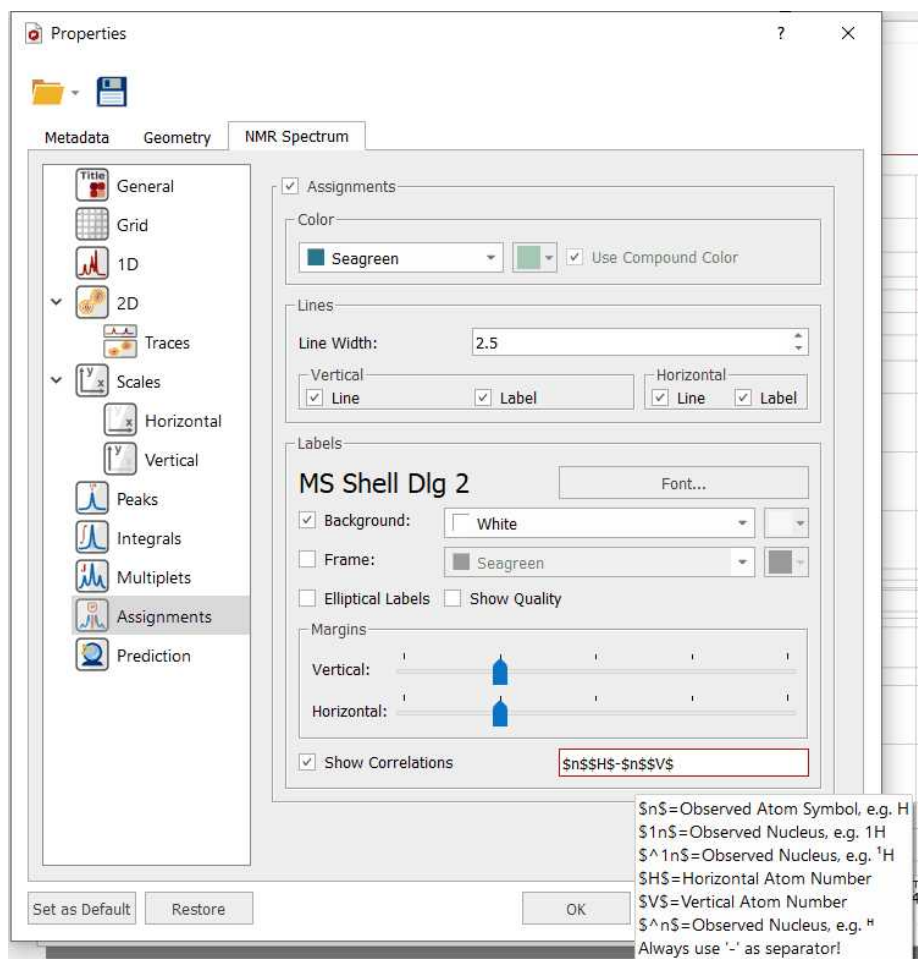 Properties
?
Metadata
Geometry
NMR Spectrum
Title
General
Grid
1D
2D
Traces
Scales
Horizontal
Vertical
Peaks
Integrals
Multiplets
Assignments
Prediction
Assignments
Color
Seagreen
Use Compound Color
Lines
Line Width:
2.5
Vertical
Line
Label
Horizontal
Line
Label
Labels
MS Shell Dlg 2
Font...
Background:
White
Frame:
Seagreen
Elliptical Labels
Show Quality
Margins
Vertical:
Horizontal:
Show Correlations
$n$$H$-$n$$V$
$n$=Observed Atom Symbol, e.g. H
$1n$=Observed Nucleus, e.g. 1H
$^1n$=Observed Nucleus, e.g. ¹H
$H$=Horizontal Atom Number
$V$=Vertical Atom Number
$^n$=Observed Nucleus, e.g. ᴴ
Always use '-' as separator!
Set as Default
Restore
OK